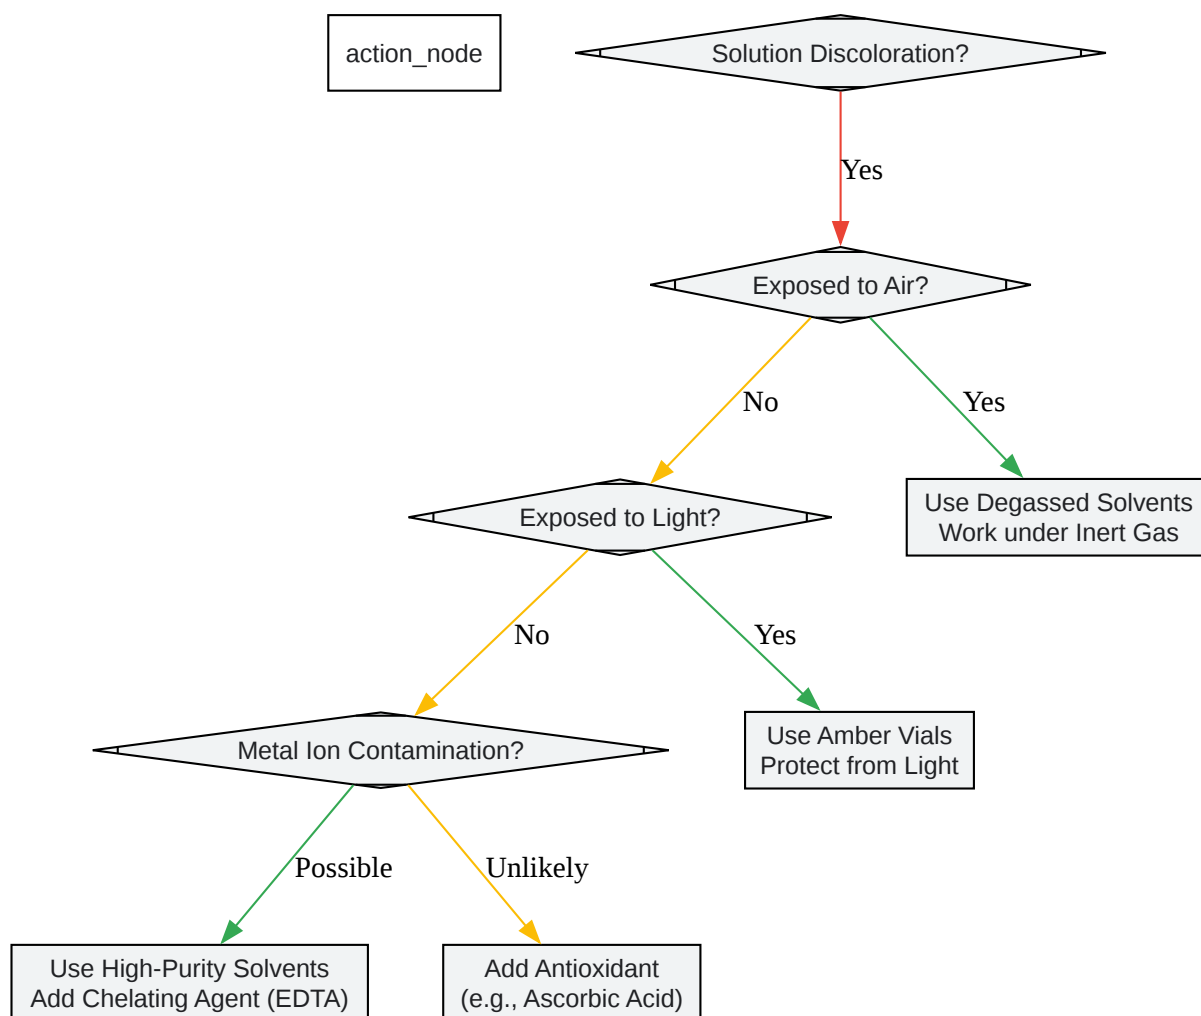 action_node
Solution Discoloration?
Yes
Exposed to Air?
No
Yes
Exposed to Light?
Use Degassed Solvents
Work under Inert Gas
No
Yes
Metal Ion Contamination?
Use Amber Vials
Protect from Light
Possible
Unlikely
Use High-Purity Solvents
Add Chelating Agent (EDTA)
Add Antioxidant
(e.g., Ascorbic Acid)